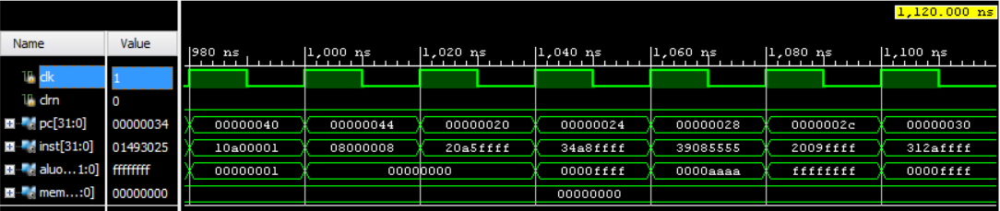 1,120.000 ns
Name Value
980 ns 1,000 ns 1,020 ns 1,040 ns 1,060 ns 1,080 ns 1,100 ns
clk 1
clrn 0
pc[31:0] 00000034 00000040 00000044 00000020 00000024 00000028 0000002c 00000030
inst[31:0] 01493025 10a00001 08000008 20a5ffff 34a8ffff 39085555 2009ffff 312affff
aluo...1:0] ffffffff 00000001 00000000 0000ffff 0000aaaa ffffffff 0000ffff
mem...:0] 00000000 00000000